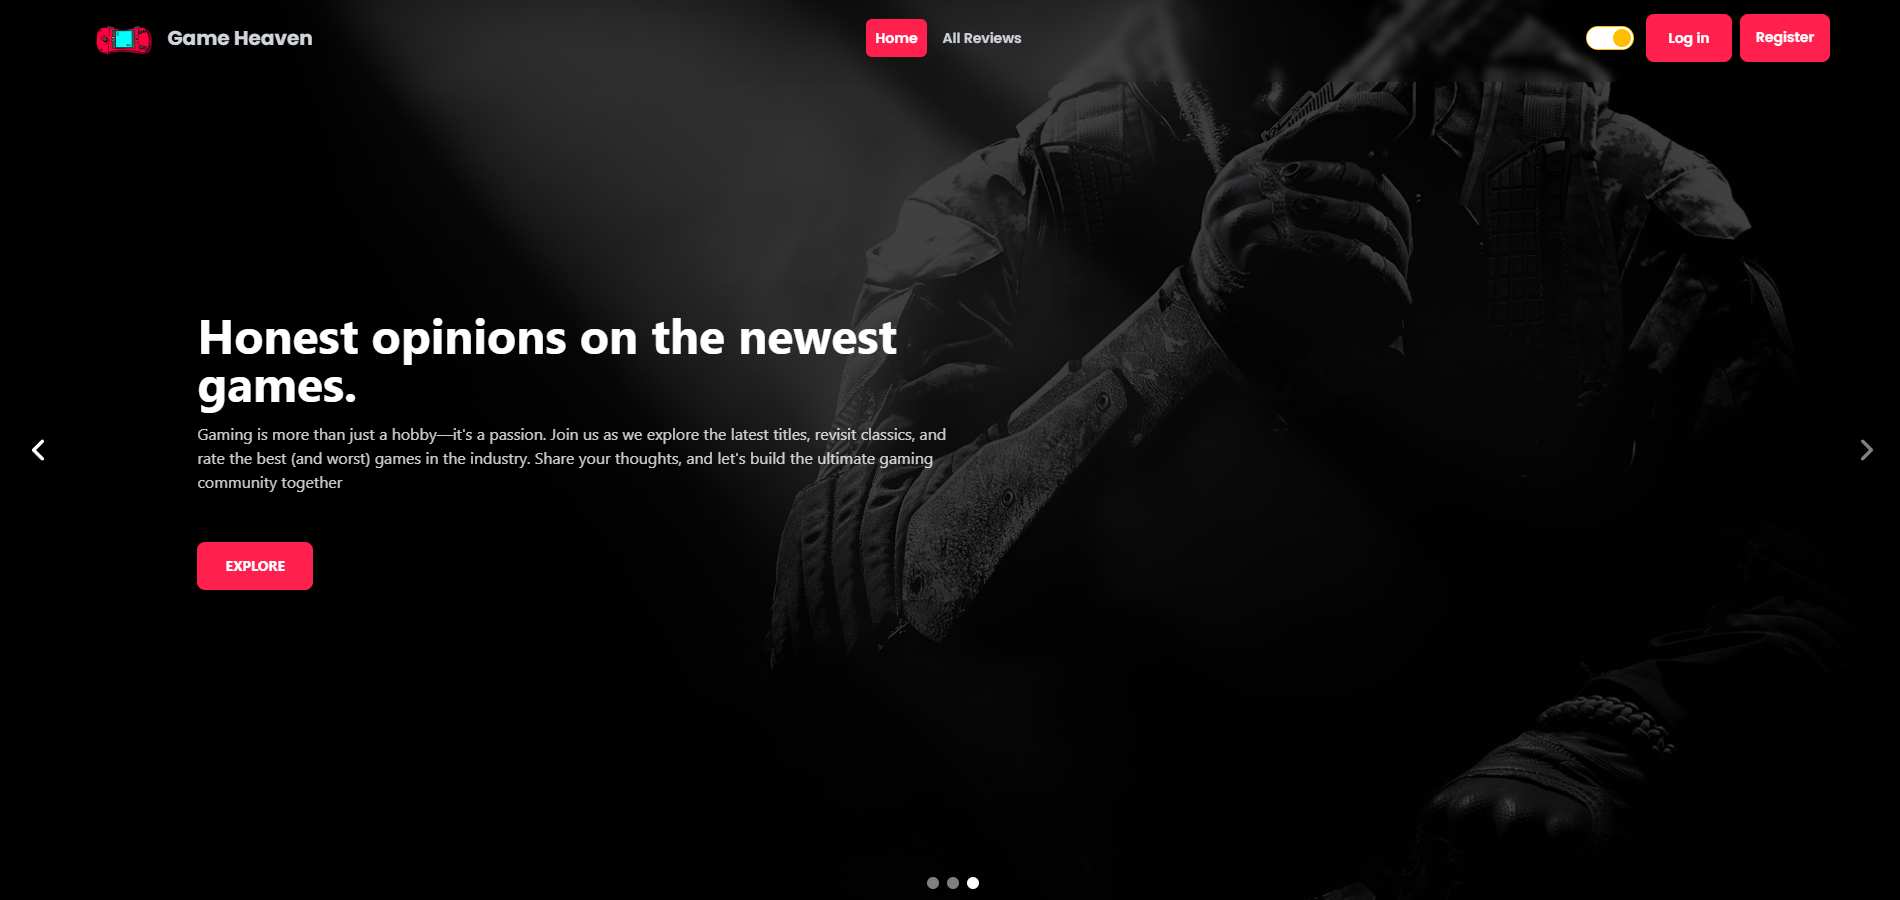 Game Heaven
Home
All Reviews
Log in
Register
Honest opinions on the newest
games.
Gaming is more than just a hobby—it's a passion. Join us as we explore the latest titles, revisit classics, and
rate the best (and worst) games in the industry. Share your thoughts, and let's build the ultimate gaming
community together
EXPLORE